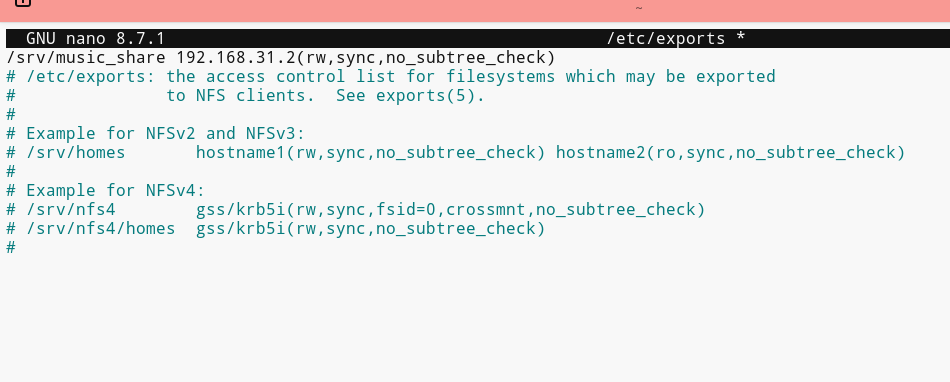 ~
GNU nano 8.7.1 /etc/exports *
/srv/music_share 192.168.31.2(rw,sync,no_subtree_check)
# /etc/exports: the access control list for filesystems which may be exported
#               to NFS clients.  See exports(5).
#
# Example for NFSv2 and NFSv3:
# /srv/homes       hostname1(rw,sync,no_subtree_check) hostname2(ro,sync,no_subtree_check)
#
# Example for NFSv4:
# /srv/nfs4        gss/krb5i(rw,sync,fsid=0,crossmnt,no_subtree_check)
# /srv/nfs4/homes  gss/krb5i(rw,sync,no_subtree_check)
#